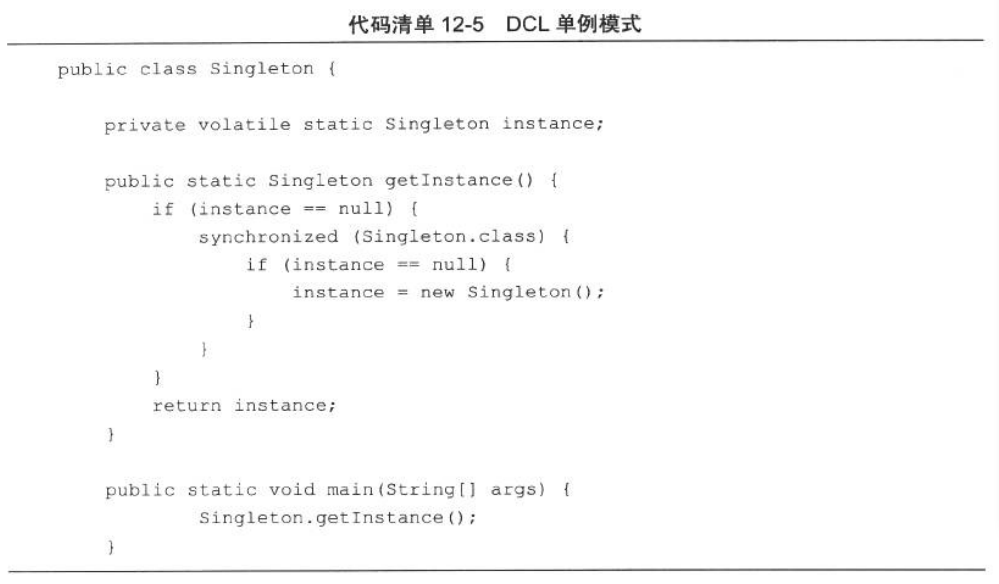 代码清单 12-5 DCL 单例模式
public class Singleton {
private volatile static Singleton instance;
public static Singleton getInstance() {
if (instance == null) {
synchronized (Singleton.class) {
if (instance == null) {
instance = new Singleton();
}
}
}
return instance;
}
public static void main(String[] args) {
Singleton.getInstance();
}